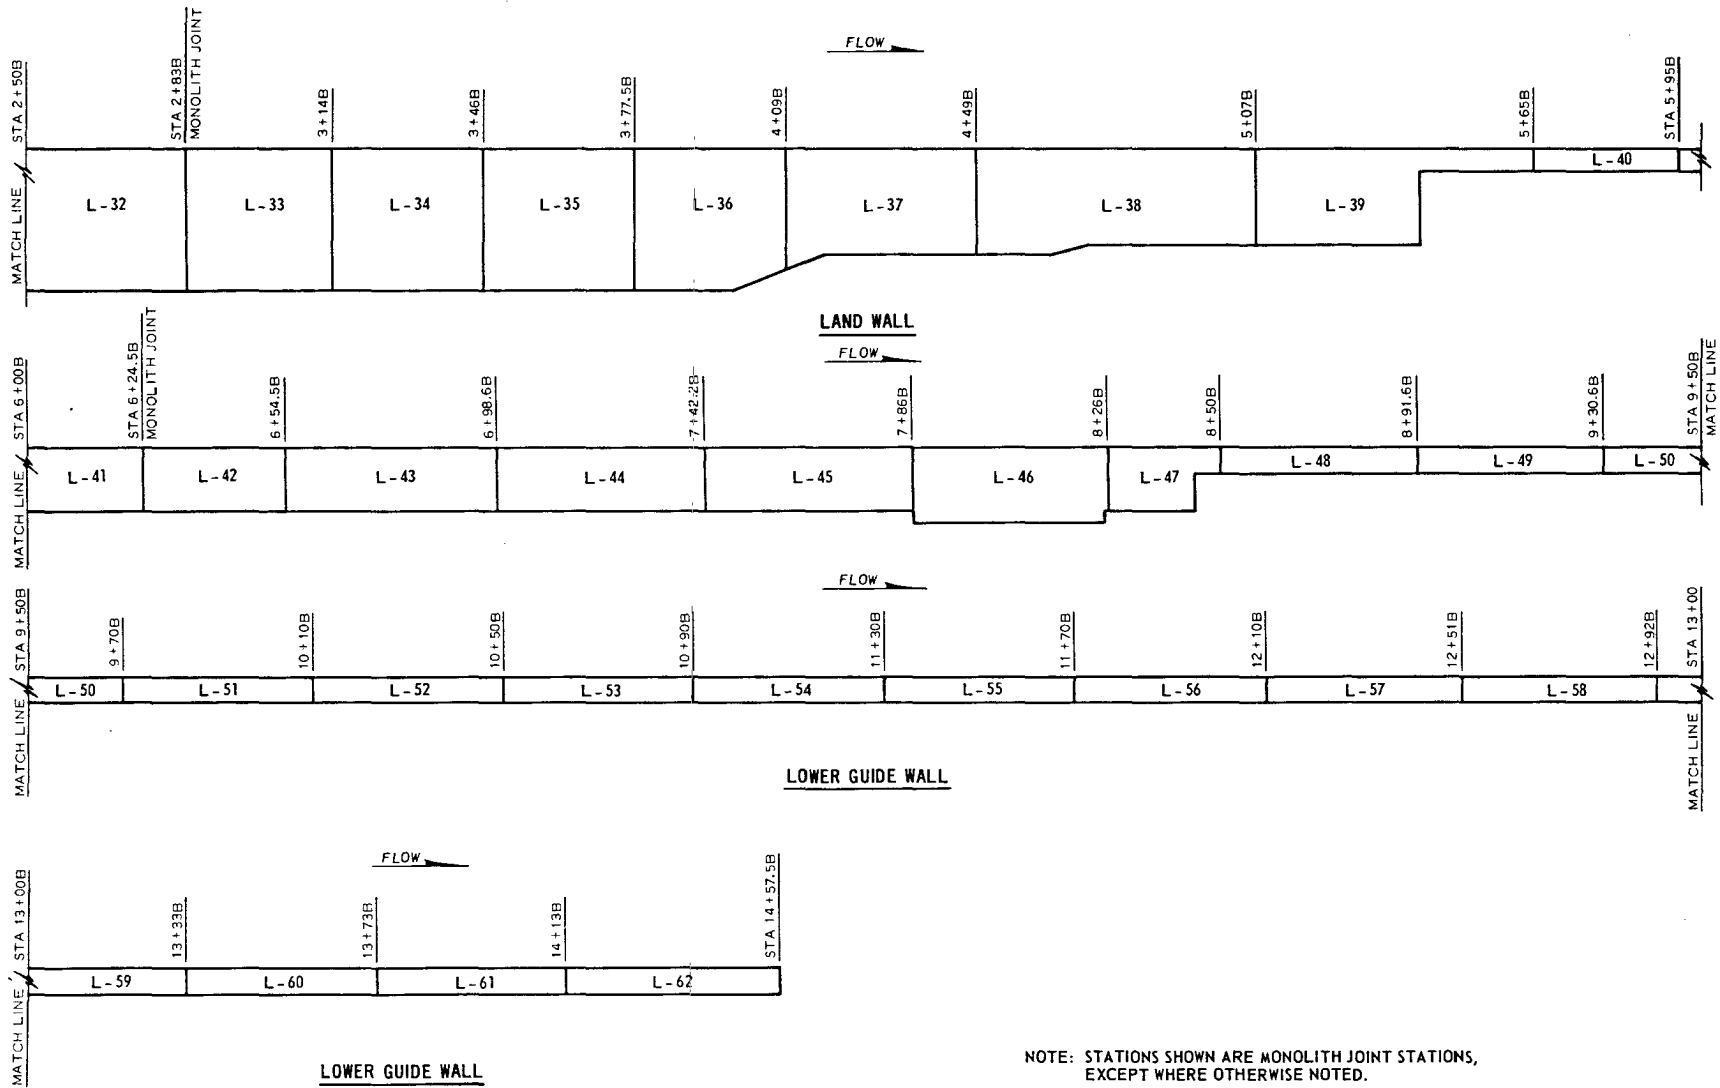 FLOW
STA 2+50B
STA 2+83B
MONOLITH JOINT
3+14B
3+46B
3+77.5B
4+09B
4+49B
5+07B
5+65B
STA 5+95B
MATCH LINE
L-32
L-33
L-34
L-35
L-36
L-37
L-38
L-39
L-40
LAND WALL
FLOW
STA 6+00B
STA 6+24.5B
MONOLITH JOINT
6+54.5B
6+98.6B
7+42.2B
7+86B
8+26B
8+50B
8+91.6B
9+30.6B
STA 9+50B
MATCH LINE
MATCH LINE
L-41
L-42
L-43
L-44
L-45
L-46
L-47
L-48
L-49
L-50
FLOW
STA 9+50B
9+70B
10+10B
10+50B
10+90B
11+30B
11+70B
12+10B
12+51B
12+92B
STA 13+00
MATCH LINE
L-50
L-51
L-52
L-53
L-54
L-55
L-56
L-57
L-58
MATCH LINE
LOWER GUIDE WALL
FLOW
STA 13+00B
13+33B
13+73B
14+13B
STA 14+57.5B
MATCH LINE
L-59
L-60
L-61
L-62
LOWER GUIDE WALL
NOTE: STATIONS SHOWN ARE MONOLITH JOINT STATIONS,
EXCEPT WHERE OTHERWISE NOTED.